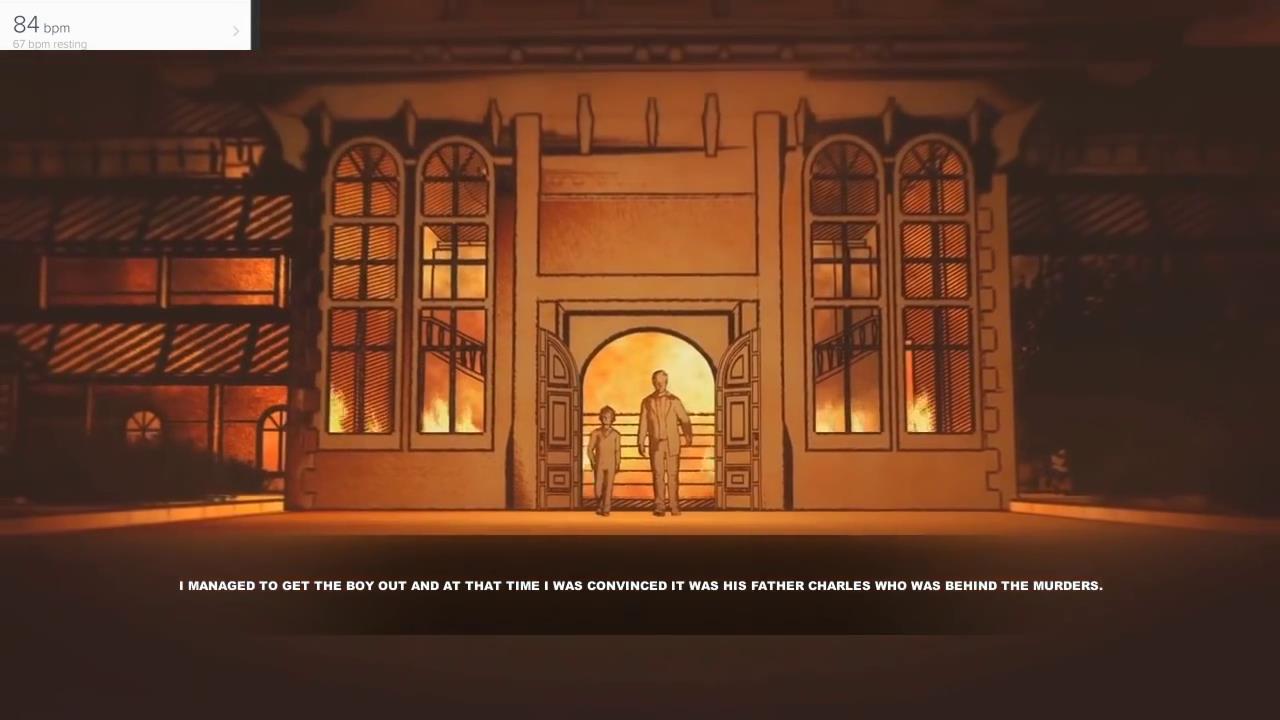 84 bpm
67 bpm resting
I MANAGED TO GET THE BOY OUT AND AT THAT TIME I WAS CONVINCED IT WAS HIS FATHER CHARLES WHO WAS BEHIND THE MURDERS.